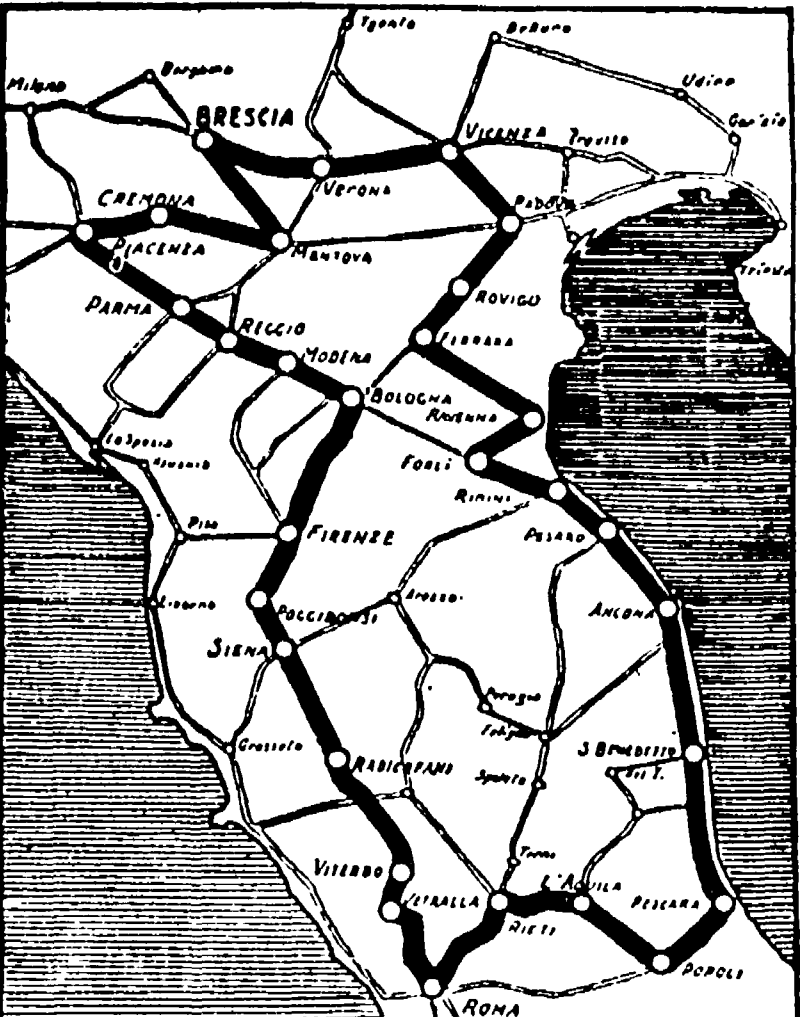 Milano
Bergamo
BRESCIA
VICENZA
Treviso
Udine
VERONA
PADOVA
CREMONA
MANTOVA
PIACENZA
PARMA
REGGIO
MODENA
ROVIGO
FERRARA
BOLOGNA
RAVENNA
FORLÌ
RIMINI
La Spezia
Pisa
FIRENZE
PESARO
Livorno
Arezzo
POGGIBONSI
ANCONA
SIENA
Perugia
Foligno
Grosseto
RADICOFANI
S. BENEDETTO
Del T.
Spoleto
VITERBO
Terni
L'AQUILA
VETRALLA
RIETI
PESCARA
POPOLI
ROMA